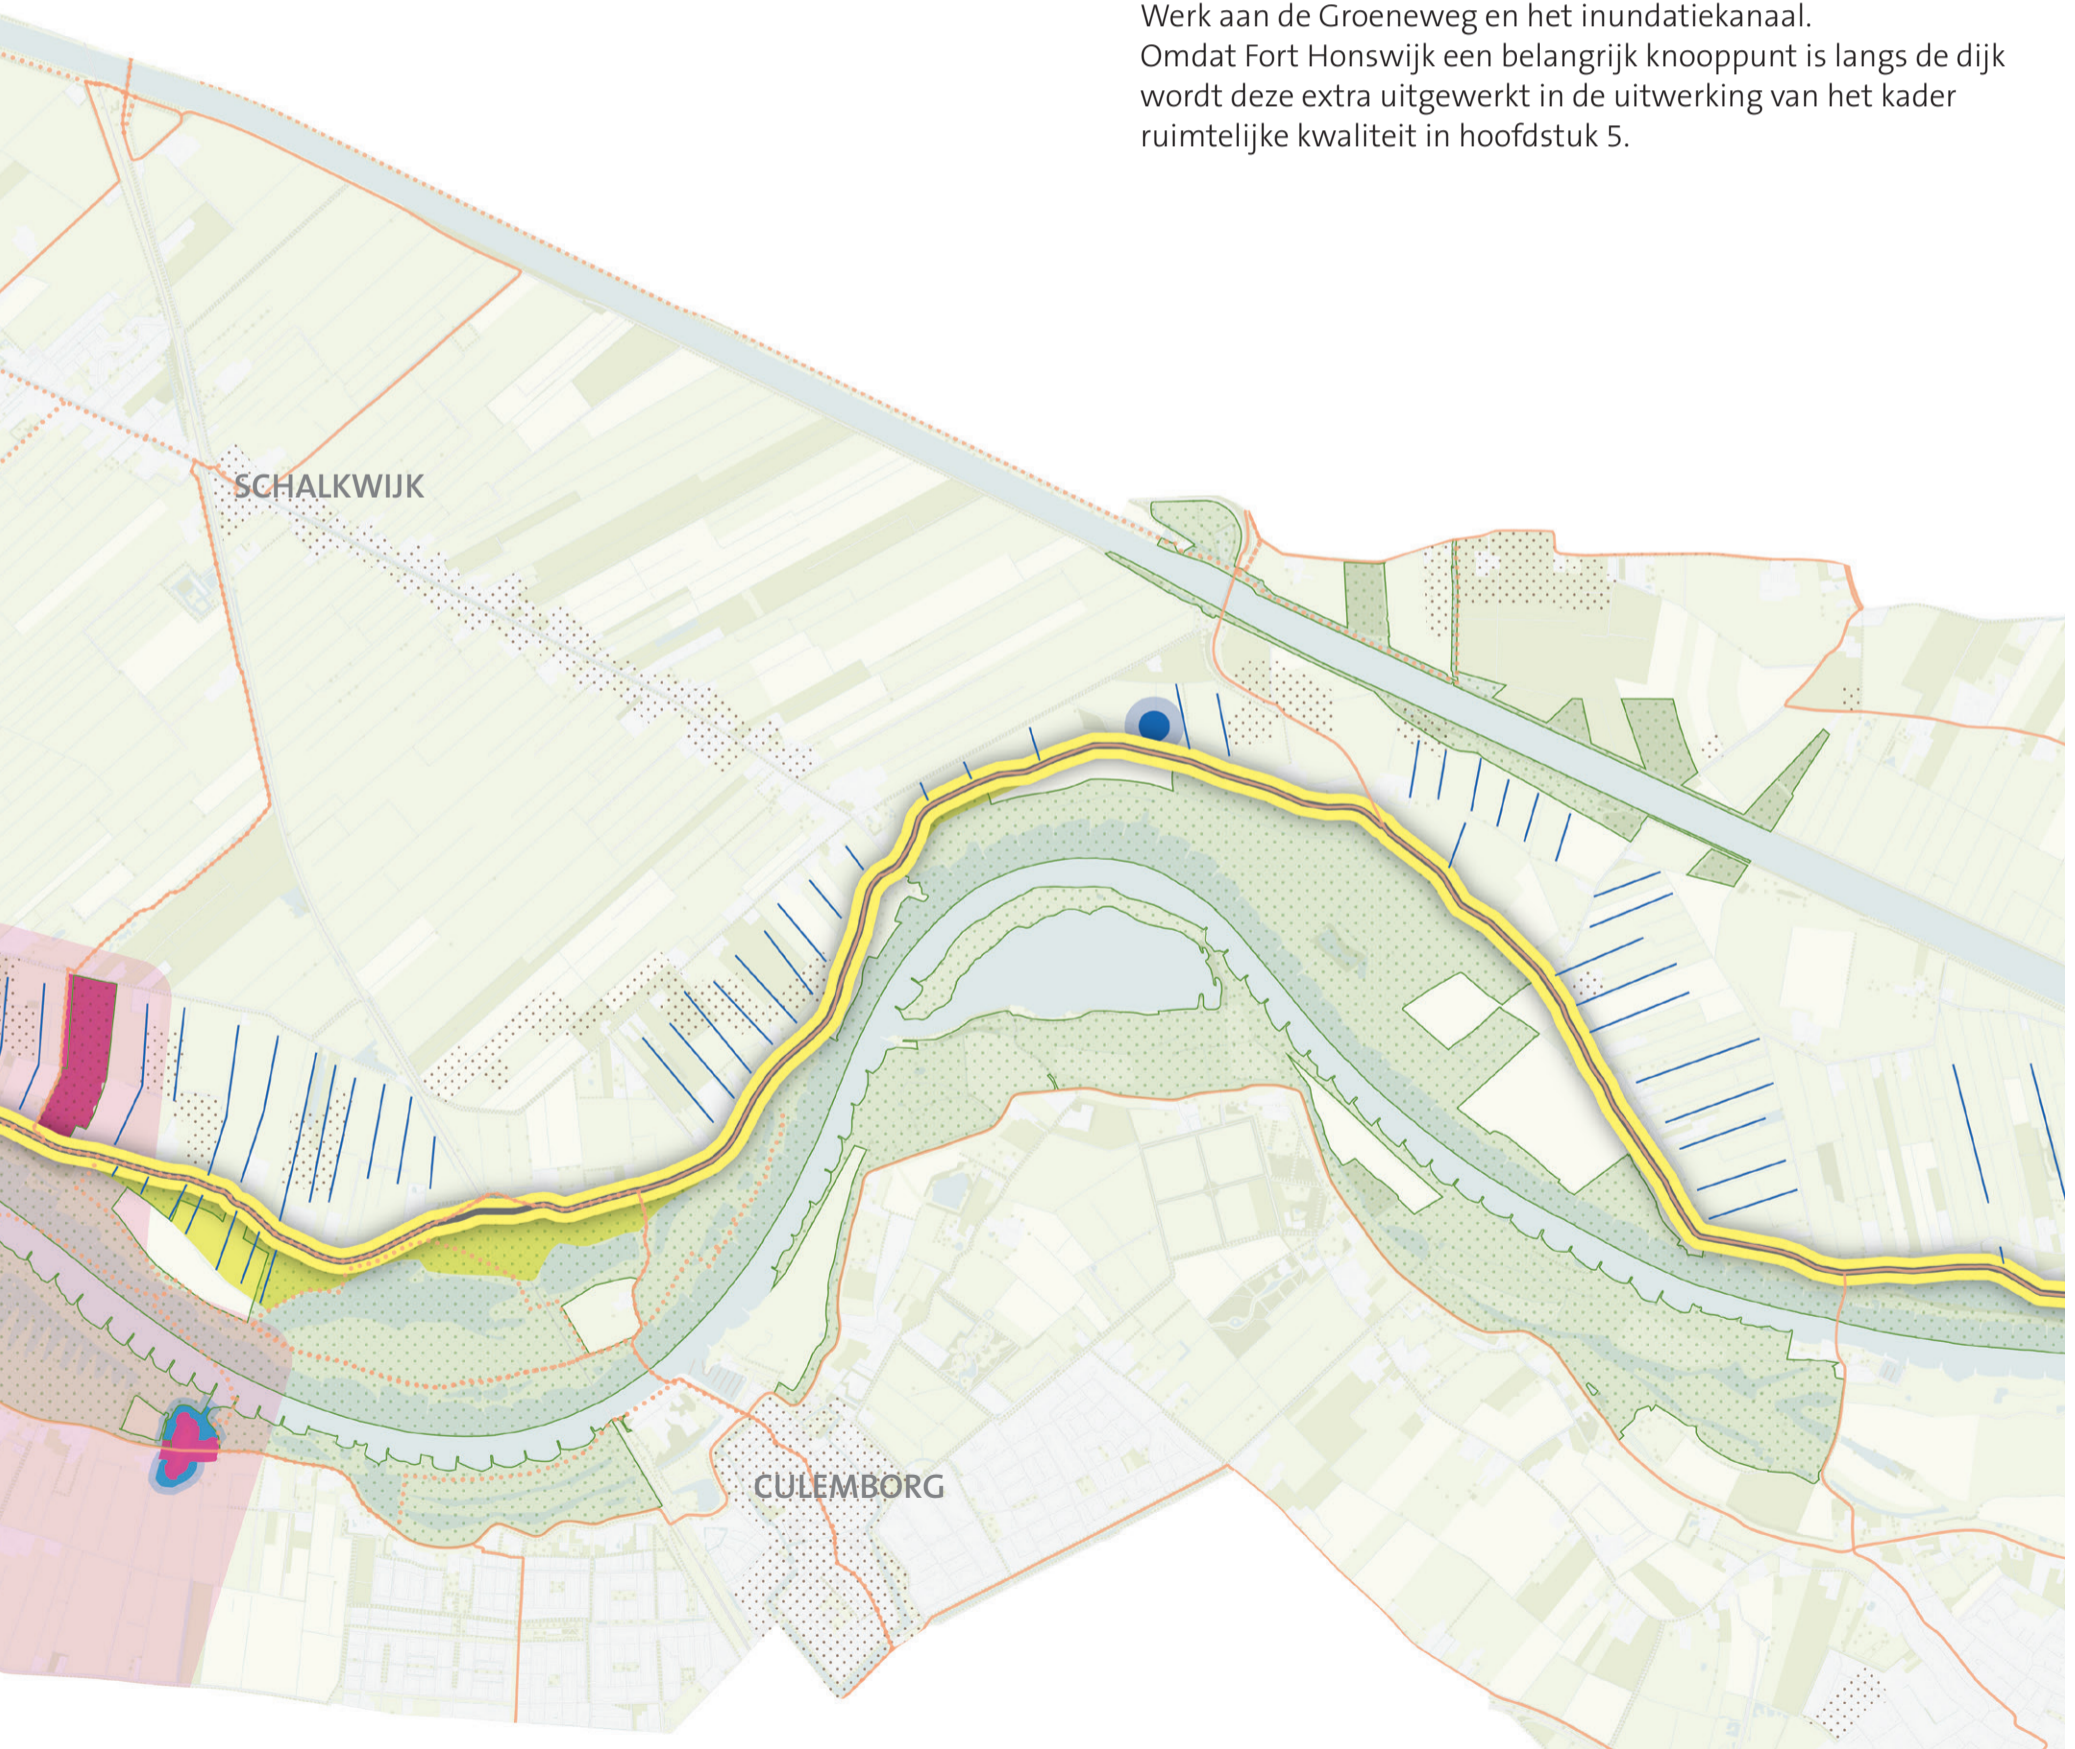 Werk aan de Groeneweg en het inundatiekanaal.
Omdat Fort Honswijk een belangrijk knooppunt is langs de dijk
wordt deze extra uitgewerkt in de uitwerking van het kader
ruimtelijke kwaliteit in hoofdstuk 5.
SCHALKWIJK
CULEMBORG